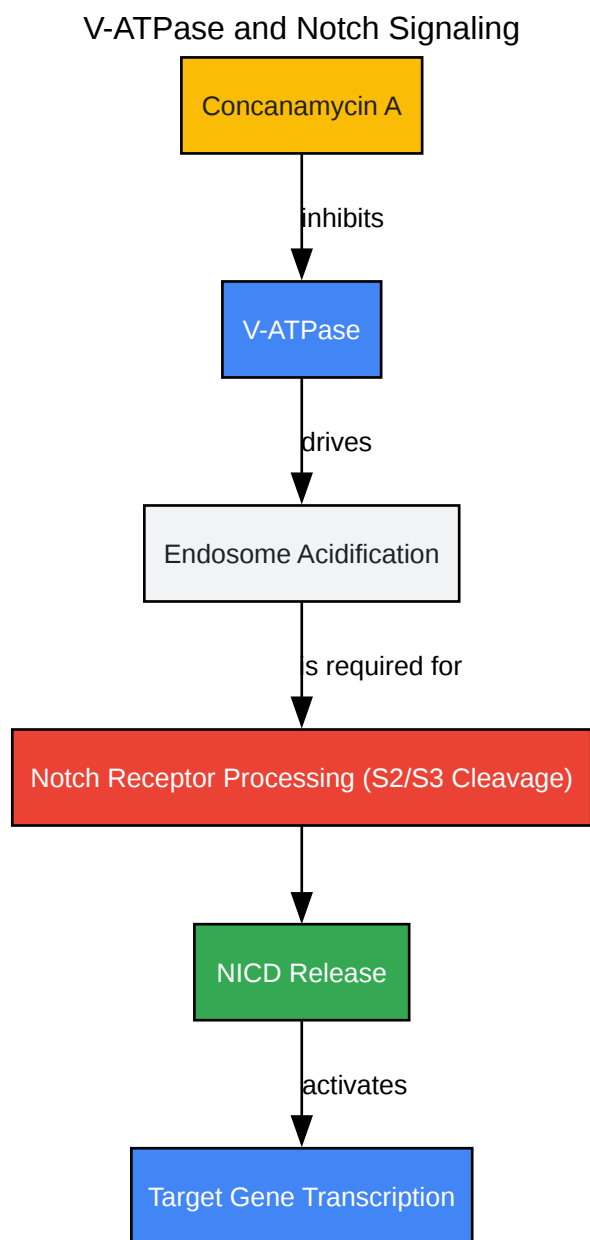 V-ATPase and Notch Signaling
Concanamycin A
inhibits
V-ATPase
drives
Endosome Acidification
is required for
Notch Receptor Processing (S2/S3 Cleavage)
NICD Release
activates
Target Gene Transcription